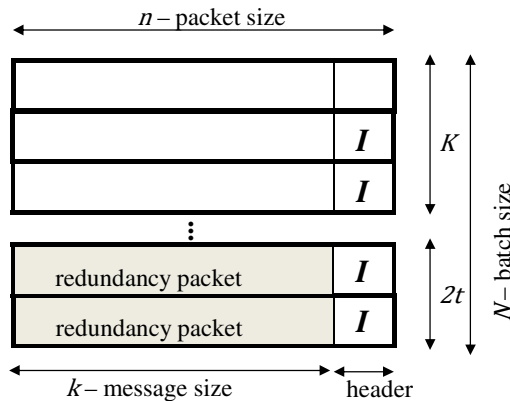 n – packet size
I
K
I
N – batch size
⋮
redundancy packet
I
2t
redundancy packet
I
k – message size
header